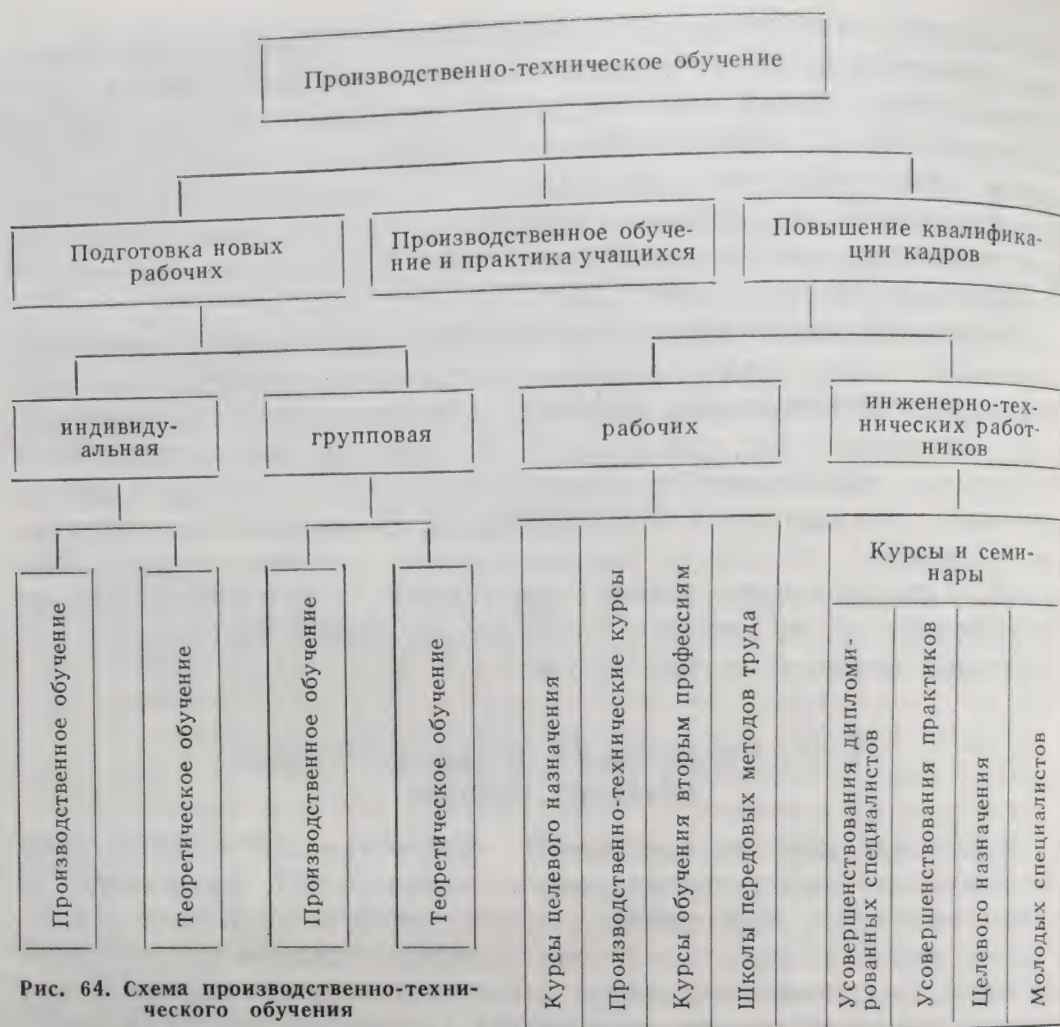 Производственно-техническое обучение
Подготовка новых
рабочих
Производственное обуче-
ние и практика учащихся
Повышение квалифика-
ции кадров
индивиду-
альная
групповая
рабочих
инженерно-тех-
нических работ-
ников
Производственное обучение
Теоретическое обучение
Производственное обучение
Теоретическое обучение
Курсы целевого назначения
Производственно-технические курсы
Курсы обучения вторым профессиям
Школы передовых методов труда
Курсы и семи-
нары
Усовершенствования дипломи-
рованных специалистов
Усовершенствования практиков
Целевого назначения
Молодых специалистов
Рис. 64. Схема производственно-техни-
ческого обучения